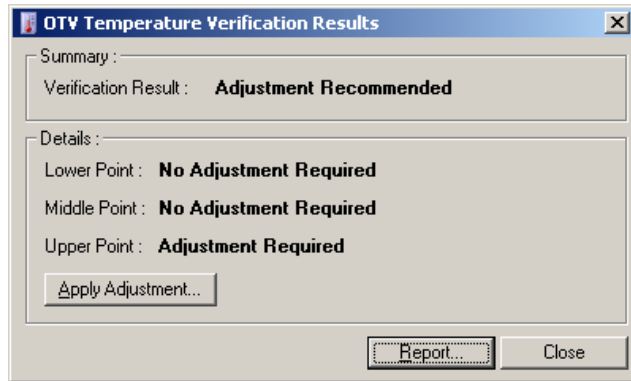 OTV Temperature Verification Results
Summary :
Verification Result : Adjustment Recommended
Details :
Lower Point : No Adjustment Required
Middle Point : No Adjustment Required
Upper Point : Adjustment Required
Apply Adjustment...
Report... Close